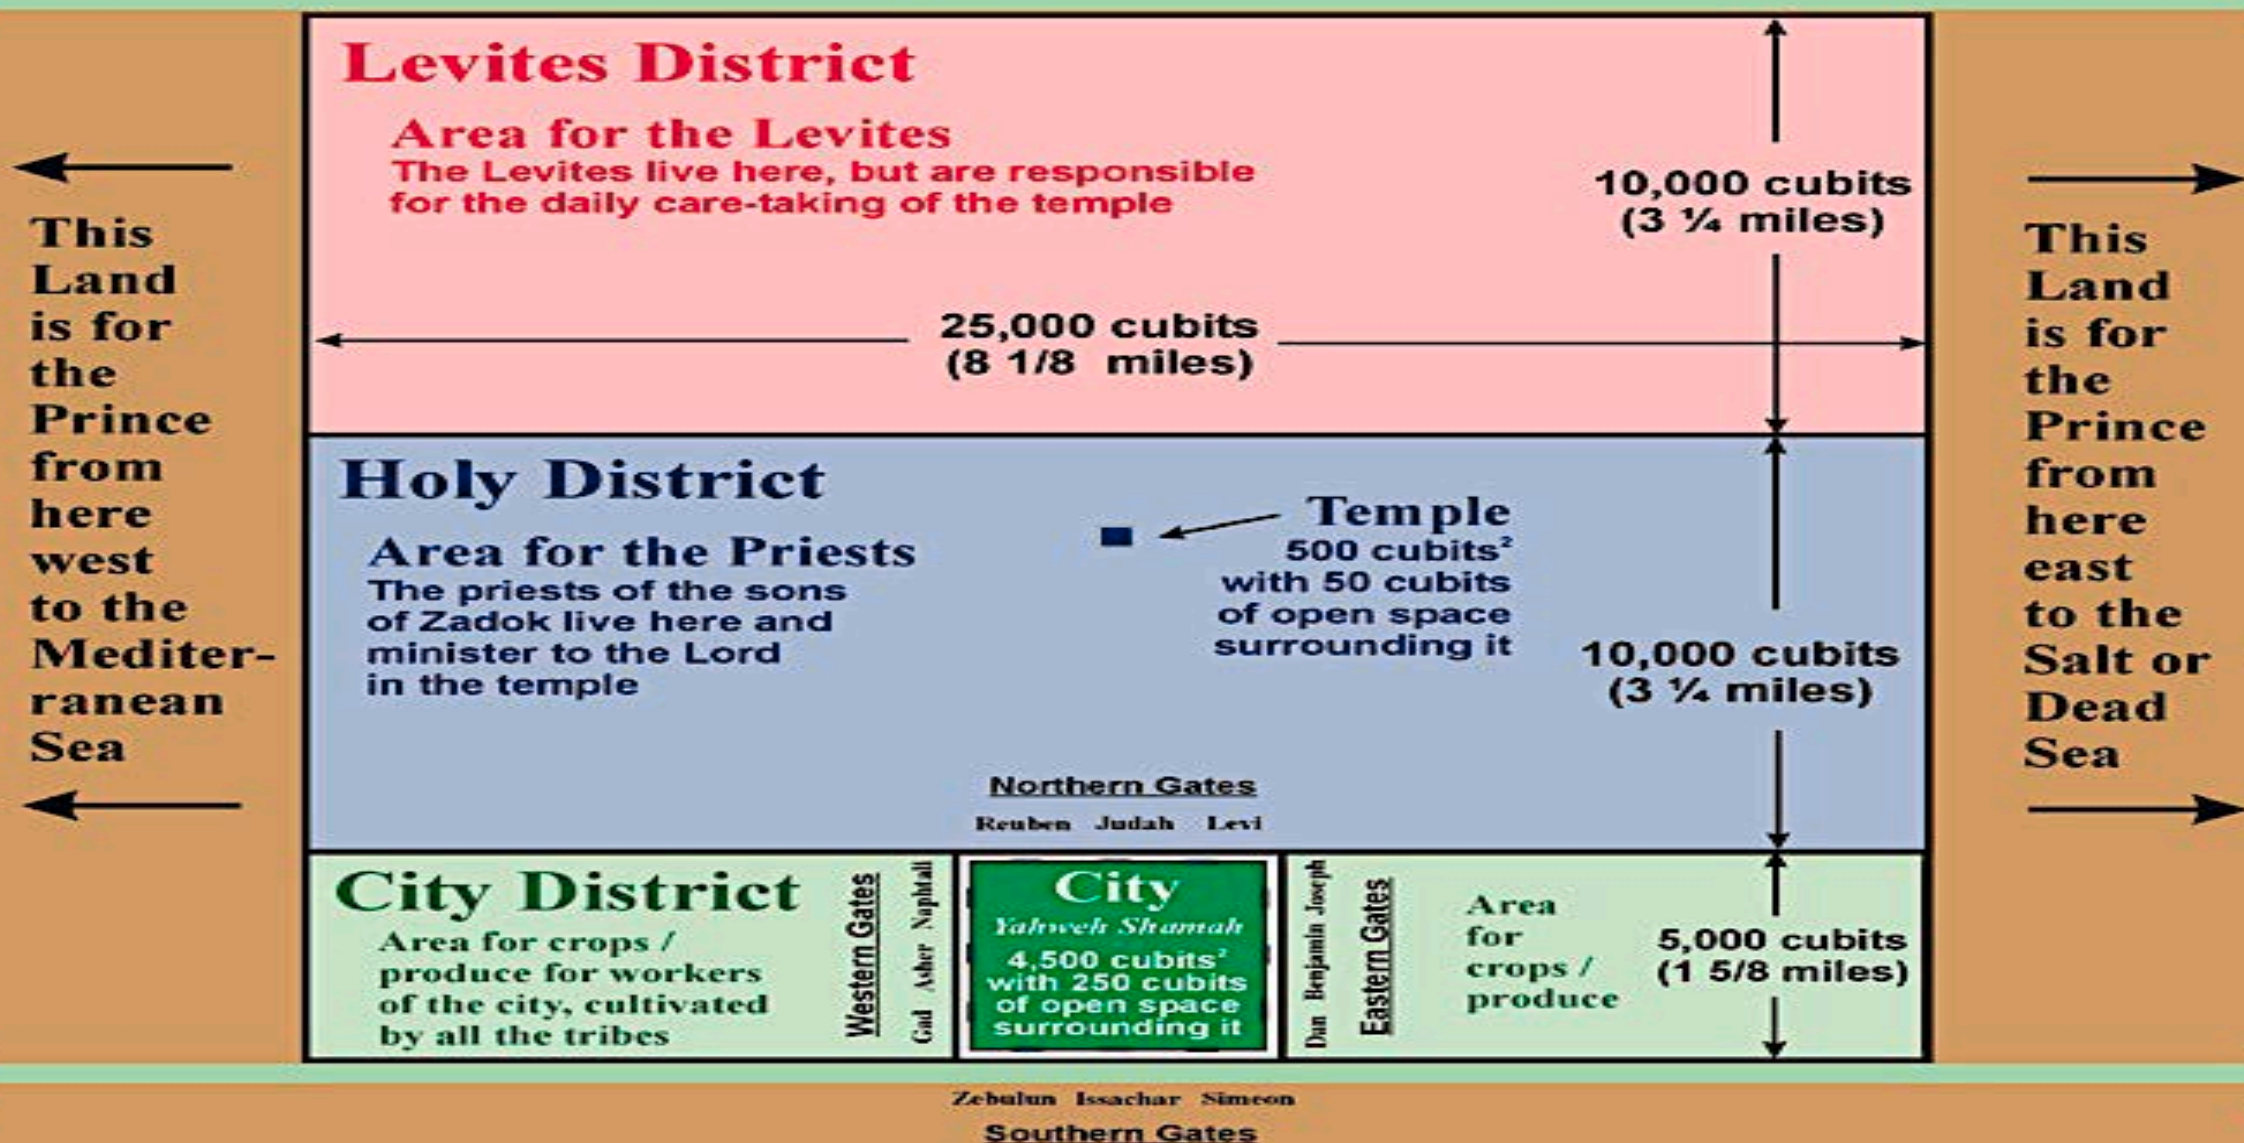 This
Land
is for
the
Prince
from
here
west
to the
Mediter-
ranean
Sea
Levites District
Area for the Levites
The Levites live here, but are responsible
for the daily care-taking of the temple
10,000 cubits
(3 ¼ miles)
25,000 cubits
(8 1/8 miles)
Holy District
Area for the Priests
The priests of the sons
of Zadok live here and
minister to the Lord
in the temple
Temple
500 cubits²
with 50 cubits
of open space
surrounding it
10,000 cubits
(3 ¼ miles)
Northern Gates
Reuben Judah Levi
City District
Area for crops /
produce for workers
of the city, cultivated
by all the tribes
Western Gates
Gad Asher Naphtali
City
Yahweh Shamah
4,500 cubits²
with 250 cubits
of open space
surrounding it
Dan Benjamin Joseph
Eastern Gates
Area
for
crops /
produce
5,000 cubits
(1 5/8 miles)
This
Land
is for
the
Prince
from
here
east
to the
Salt or
Dead
Sea
Zebulun Issachar Simeon
Southern Gates